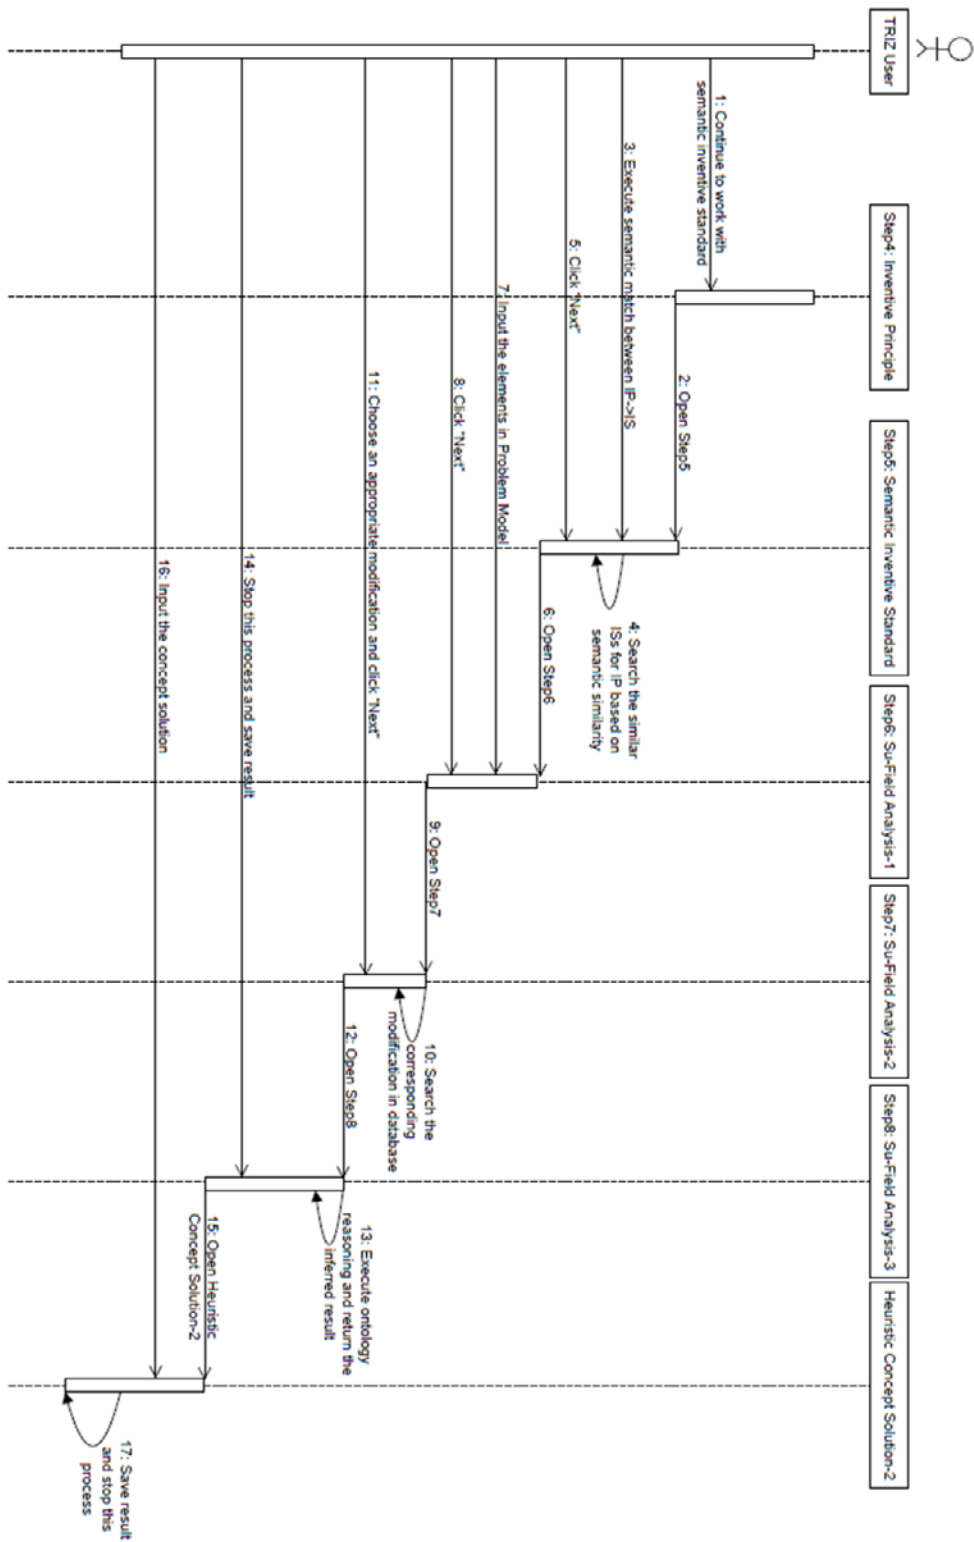 TRIZ User
Step4: Inventive Principle
Step5: Semantic Inventive Standard
Step6: Su-Field Analysis-1
Step7: Su-Field Analysis-2
Step8: Su-Field Analysis-3
Heuristic Concept Solution-2
1: Continue to work with
semantic inventive standard
2: Open Step5
3: Execute semantic match between IP->IS
4: Search the similar
ISs for IP based on
semantic similarity
5: Click "Next"
6: Open Step6
7: Input the elements in Problem Model
8: Click "Next"
9: Open Step7
10: Search the
corresponding
modification in database
11: Choose an appropriate modification and click "Next"
12: Open Step8
13: Execute ontology
reasoning and return the
inferred result
14: Stop this process and save result
15: Open Heuristic
Concept Solution-2
16: Input the concept solution
17: Save result
and stop this
process